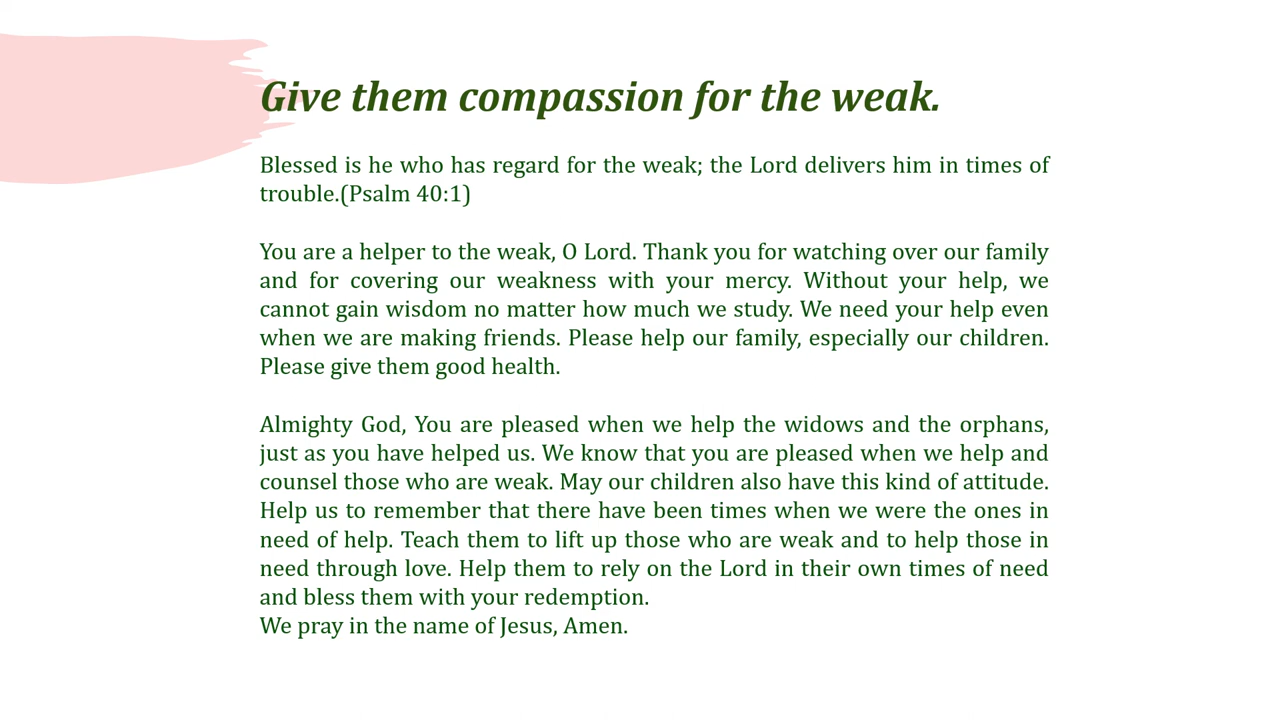 Give them compassion for the weak.
Blessed is he who has regard for the weak; the Lord delivers him in times of
trouble.(Psalm 40:1)
You are a helper to the weak, O Lord. Thank you for watching over our family
and for covering our weakness with your mercy. Without your help, we
cannot gain wisdom no matter how much we study. We need your help even
when we are making friends. Please help our family, especially our children.
Please give them good health.
Almighty God, You are pleased when we help the widows and the orphans,
just as you have helped us. We know that you are pleased when we help and
counsel those who are weak. May our children also have this kind of attitude.
Help us to remember that there have been times when we were the ones in
need of help. Teach them to lift up those who are weak and to help those in
need through love. Help them to rely on the Lord in their own times of need
and bless them with your redemption.
We pray in the name of Jesus, Amen.